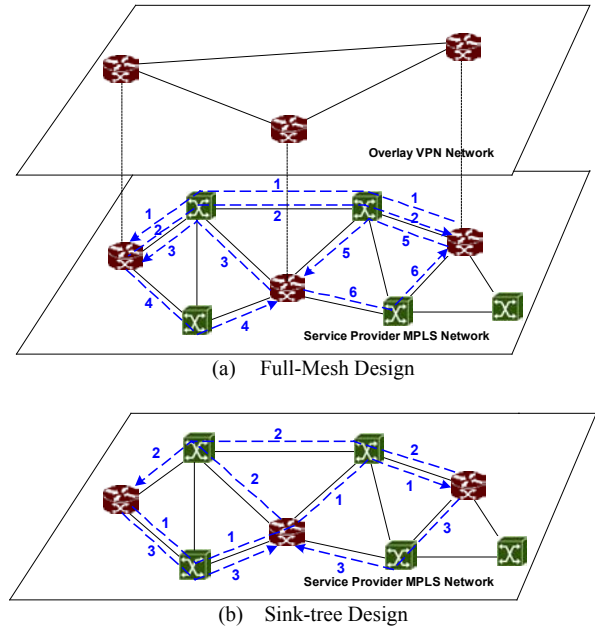 Overlay VPN Network
1 1
1 2 2
2 3 3 5 5
4 4 6 6
Service Provider MPLS Network
(a) Full-Mesh Design
2
2 2 2
1 1 1
3 3 3 3
Service Provider MPLS Network
(b) Sink-tree Design